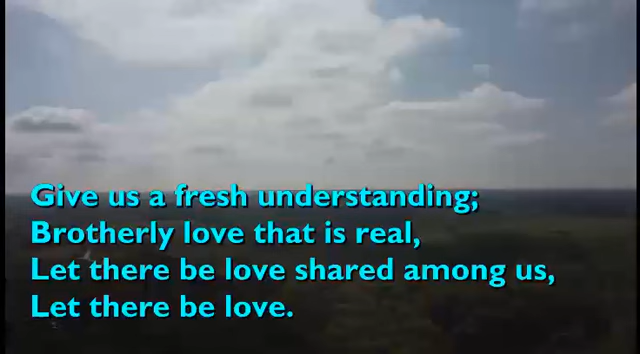 Give us a fresh understanding;
Brotherly love that is real,
Let there be love shared among us,
Let there be love.